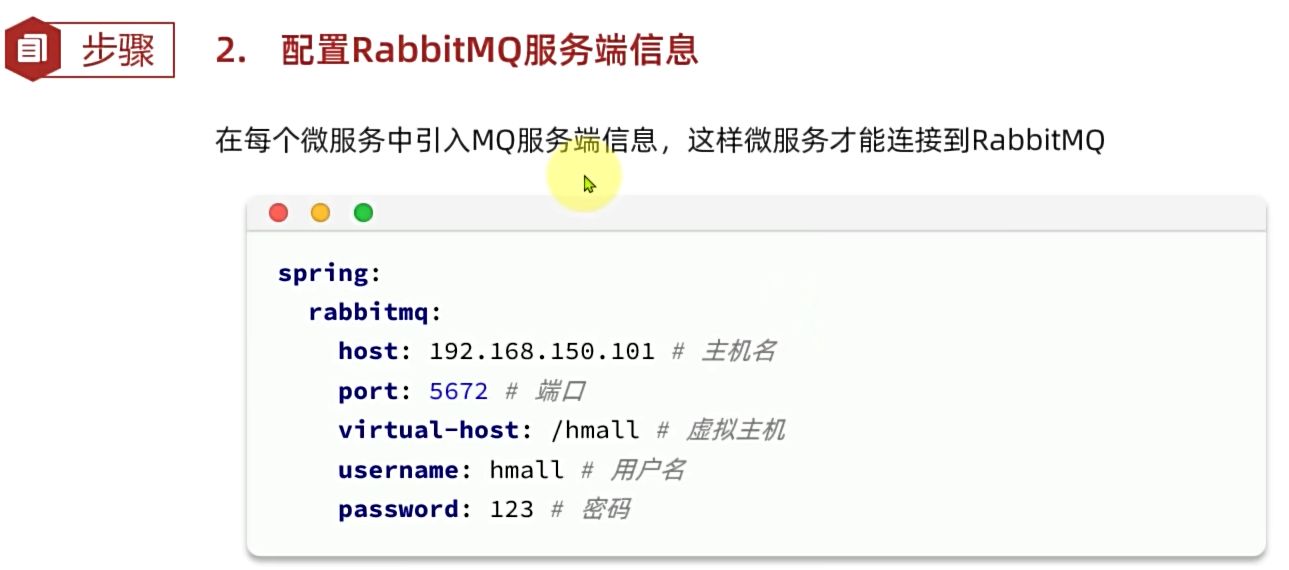 步骤
2. 配置RabbitMQ服务端信息
在每个微服务中引入MQ服务端信息，这样微服务才能连接到RabbitMQ
spring:
  rabbitmq:
    host: 192.168.150.101 # 主机名
    port: 5672 # 端口
    virtual-host: /hmall # 虚拟主机
    username: hmall # 用户名
    password: 123 # 密码